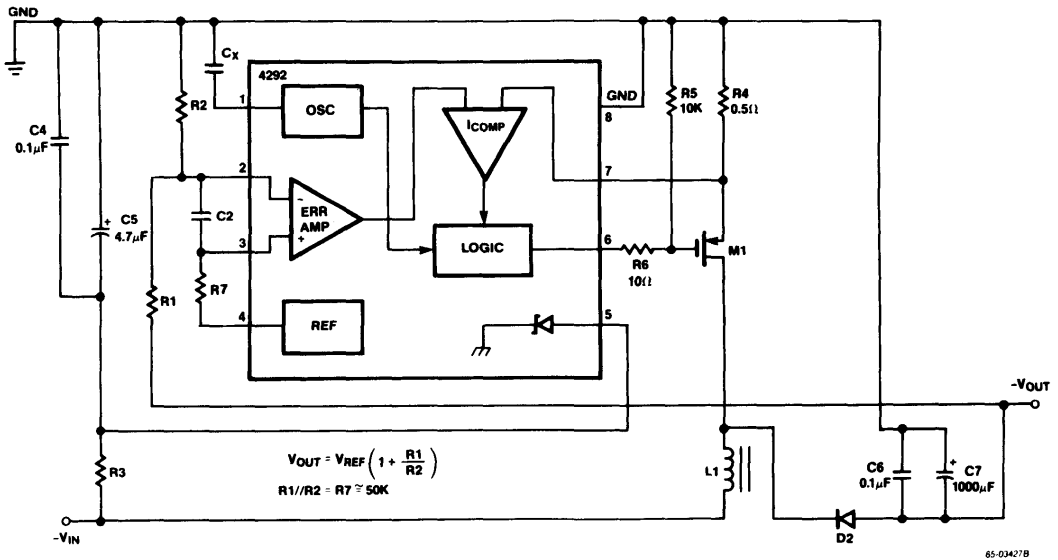 GND
CX
4292
1
OSC
ICOMP
GND
8
R5
10K
R4
0.5Ω
R2
C4
0.1μF
7
2
C2
−
ERR
AMP
+
3
C5
+
4.7μF
LOGIC
6
R6
10Ω
M1
R1
R7
4
REF
5
−VOUT
R3
VOUT = VREF (1 + R1/R2)
R1//R2 = R7 ≅ 50K
L1
C6
0.1μF
+
C7
1000μF
−VIN
D2
65-03427B